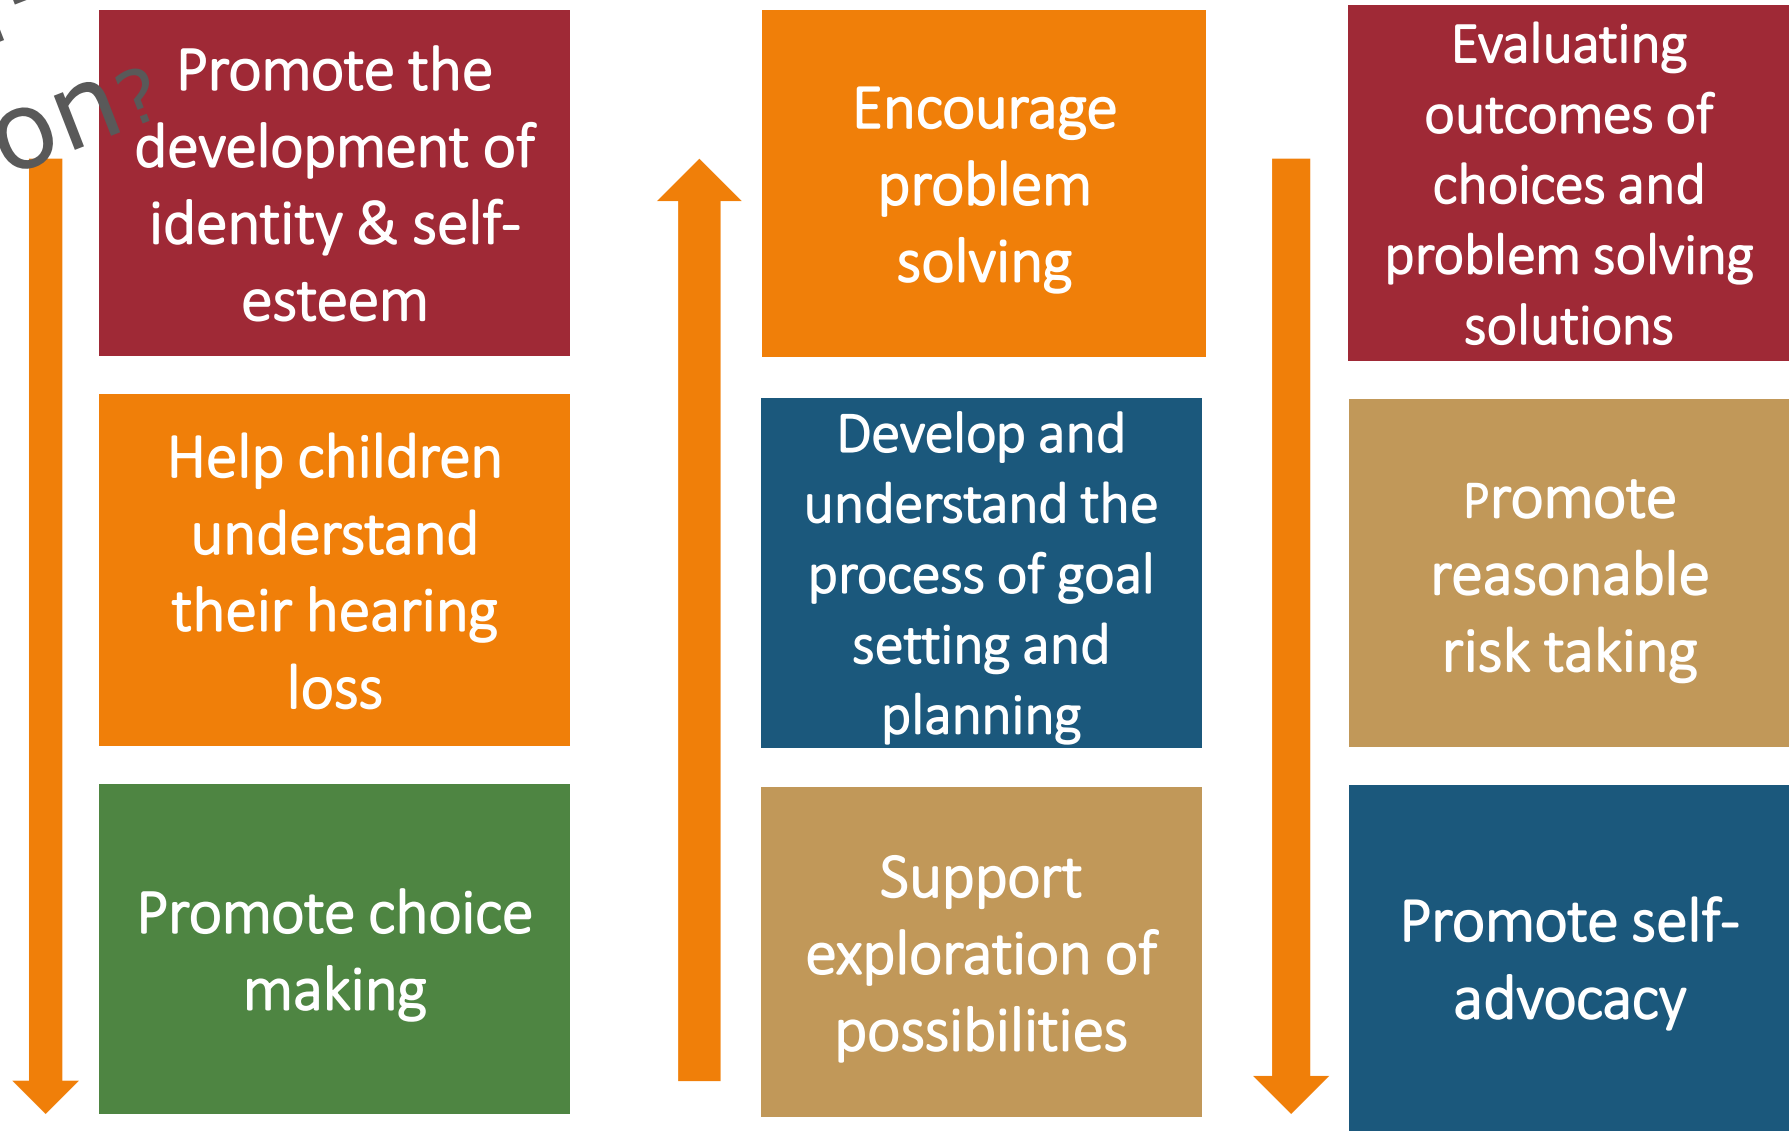 on?
Promote the
development of
identity & self-
esteem
Help children
understand
their hearing
loss
Promote choice
making
Encourage
problem
solving
Develop and
understand the
process of goal
setting and
planning
Support
exploration of
possibilities
Evaluating
outcomes of
choices and
problem solving
solutions
Promote
reasonable
risk taking
Promote self-
advocacy